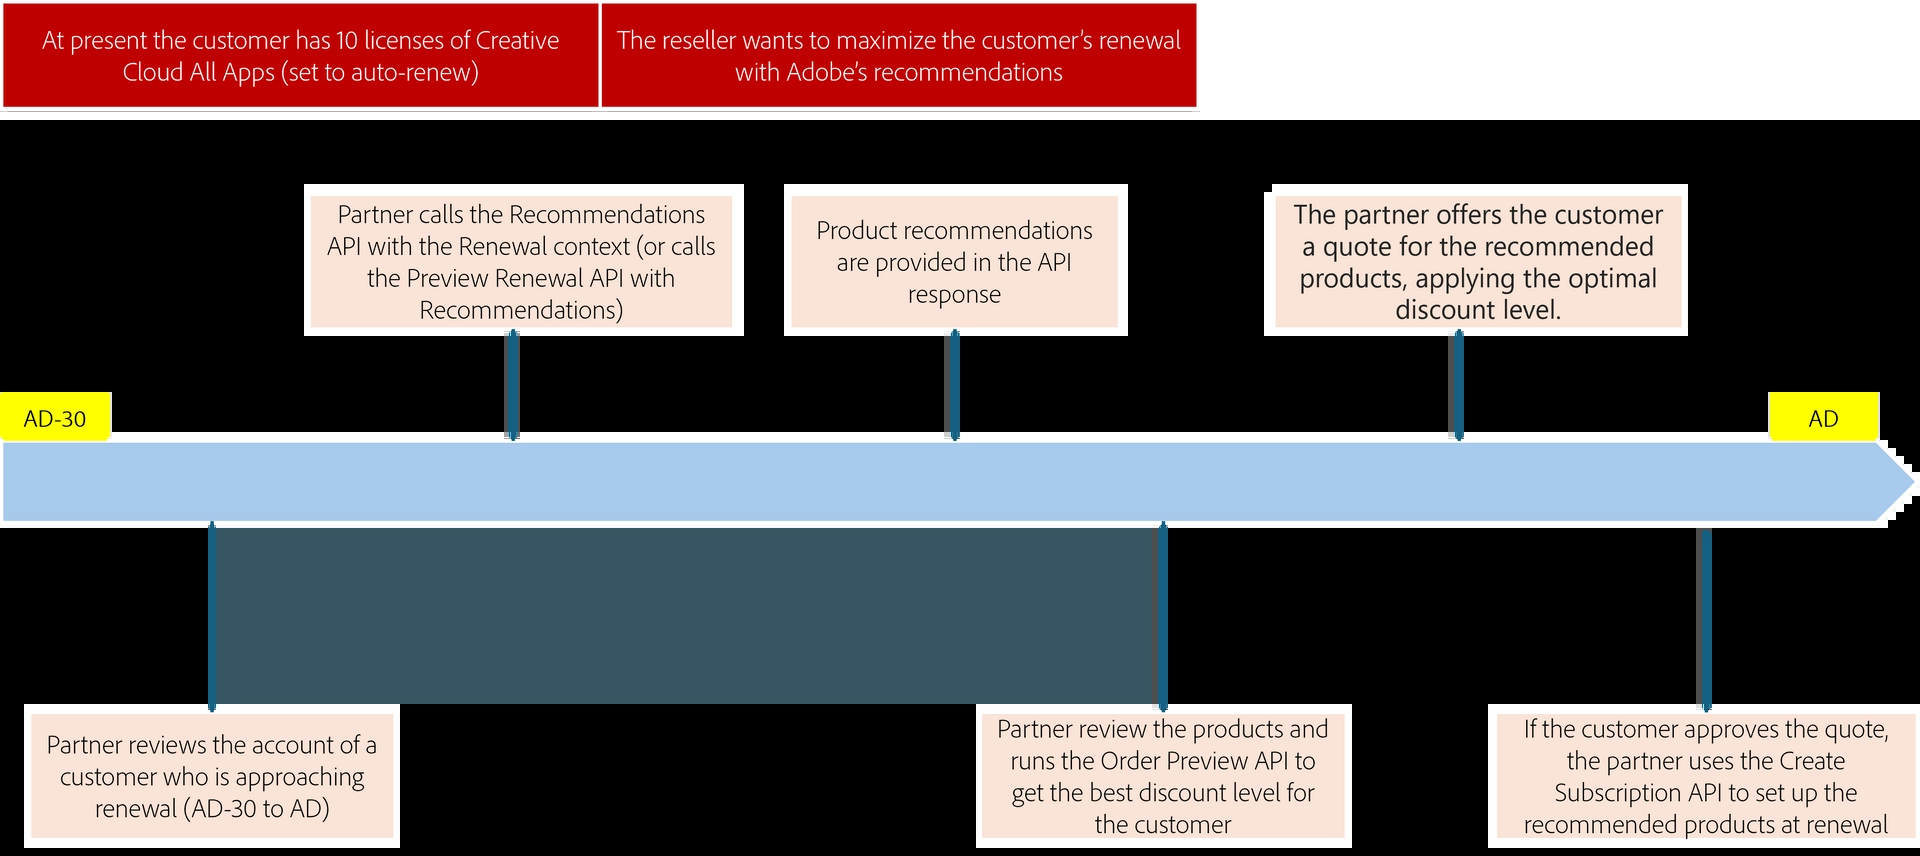 At present the customer has 10 licenses of Creative
Cloud All Apps (set to auto-renew)
The reseller wants to maximize the customer's renewal
with Adobe's recommendations
Partner calls the Recommendations
API with the Renewal context (or calls
the Preview Renewal API with
Recommendations)
Product recommendations
are provided in the API
response
The partner offers the customer
a quote for the recommended
products, applying the optimal
discount level.
AD-30
AD
Partner reviews the account of a
customer who is approaching
renewal (AD-30 to AD)
Partner review the products and
runs the Order Preview API to
get the best discount level for
the customer
If the customer approves the quote,
the partner uses the Create
Subscription API to set up the
recommended products at renewal